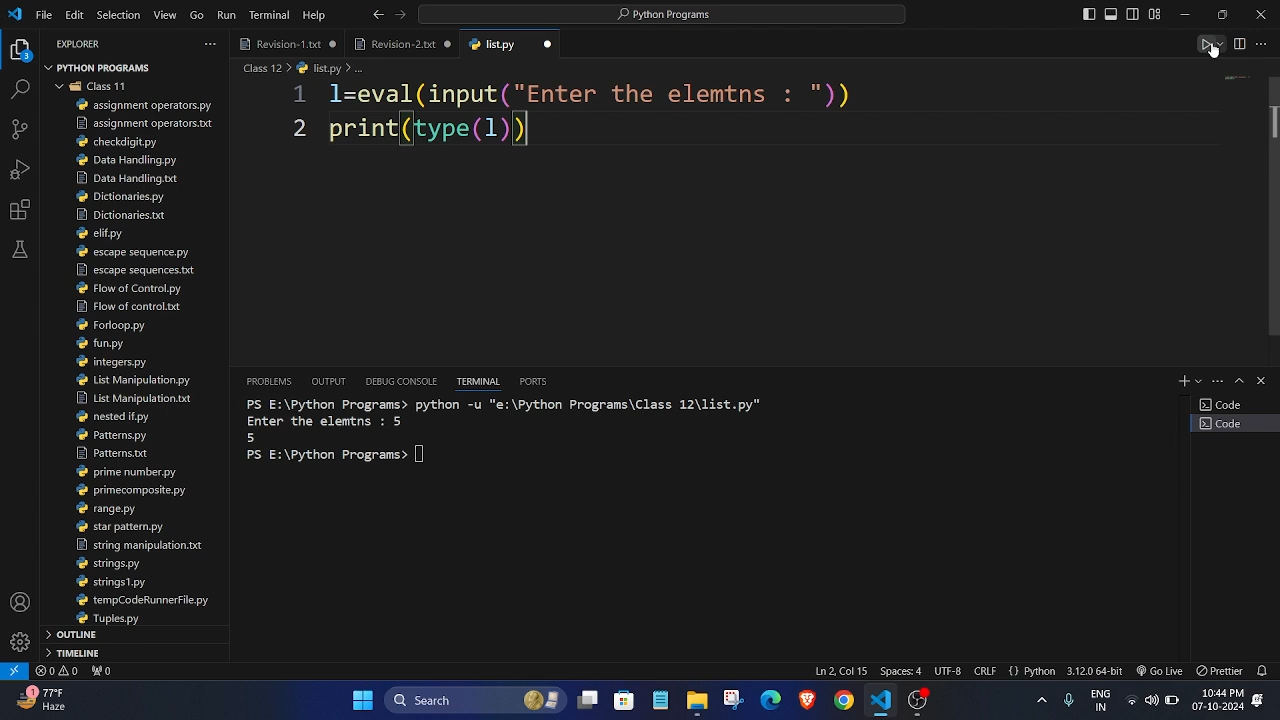 File Edit Selection View Go Run Terminal Help
Python Programs
EXPLORER
Revision-1.txt
Revision-2.txt
list.py
PYTHON PROGRAMS
Class 12 > list.py > ...
Class 11
assignment operators.py
assignment operators.txt
checkdigit.py
Data Handling.py
Data Handling.txt
Dictionaries.py
Dictionaries.txt
elif.py
escape sequence.py
escape sequences.txt
Flow of Control.py
Flow of control.txt
Forloop.py
fun.py
integers.py
List Manipulation.py
List Manipulation.txt
nested if.py
Patterns.py
Patterns.txt
prime number.py
primecomposite.py
range.py
star pattern.py
string manipulation.txt
strings.py
strings1.py
tempCodeRunnerFile.py
Tuples.py
OUTLINE
TIMELINE
3
1 l=eval(input("Enter the elemtns : "))
2 print(type(l))
PROBLEMS OUTPUT DEBUG CONSOLE TERMINAL PORTS
PS E:\Python Programs> python -u "e:\Python Programs\Class 12\list.py"
Enter the elemtns : 5
5
PS E:\Python Programs>
Code
Code
0 0 0
Ln 2, Col 15 Spaces: 4 UTF-8 CRLF {} Python 3.12.0 64-bit Go Live Prettier
1
77°F
Haze
Search
ENG
IN
10:44 PM
07-10-2024